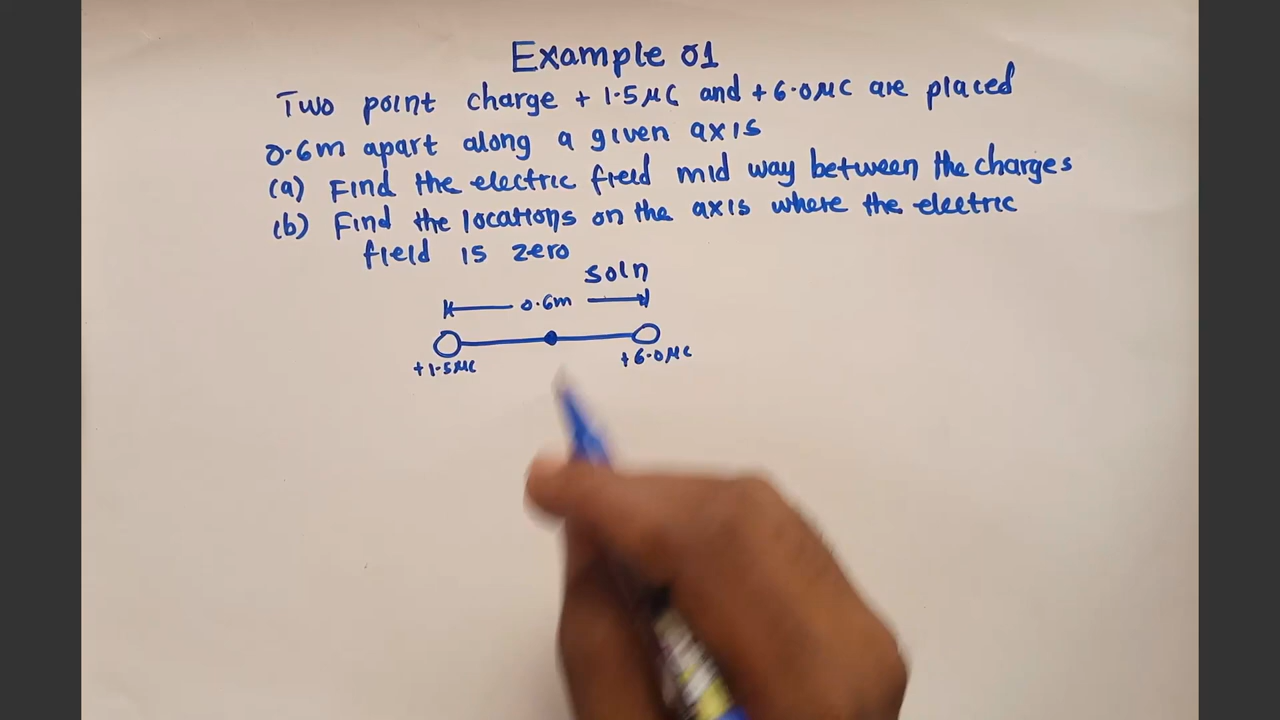 Example 01
Two point charge + 1.5μC and +6.0μC are placed
0.6m apart along a given axis
(a) Find the electric field mid way between the charges
(b) Find the locations on the axis where the electric
field is zero
soln
0.6m
+1.5μC
+6.0μC